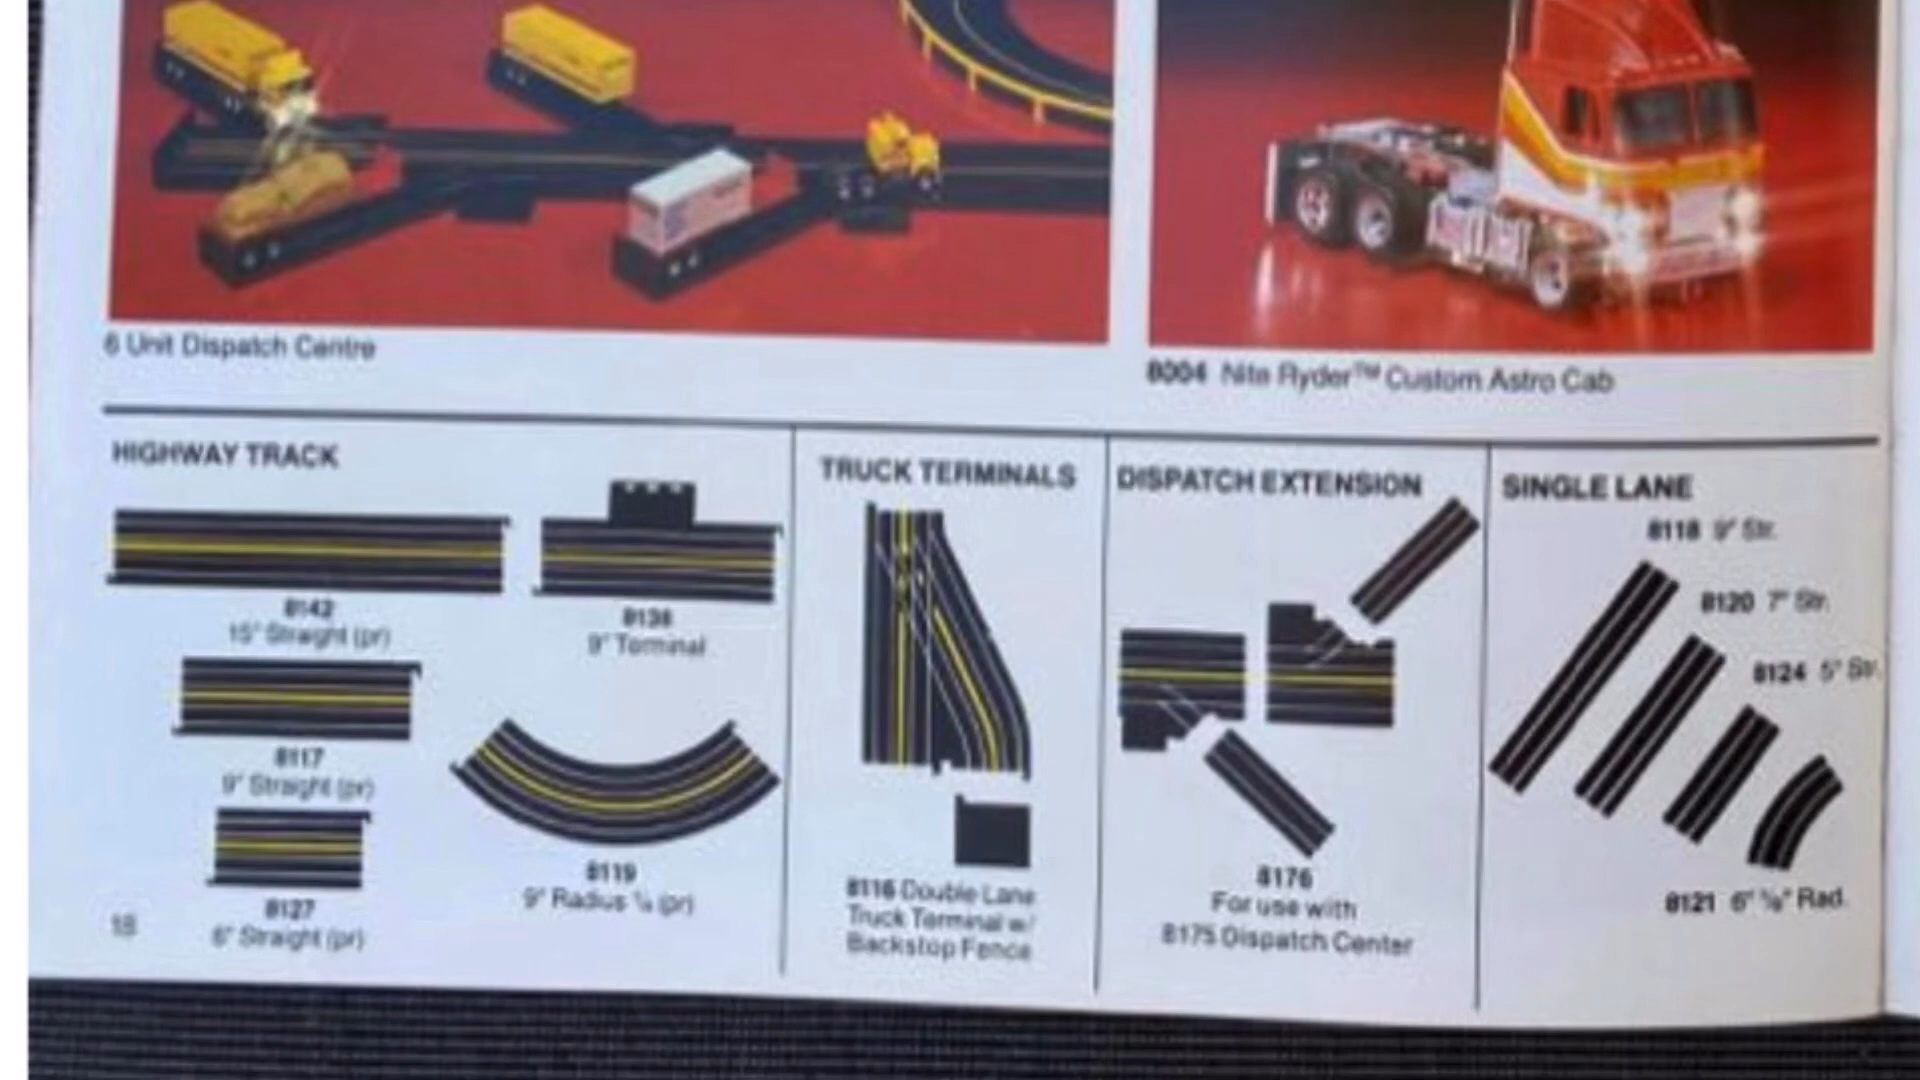 6 Unit Dispatch Centre
8004 Nite Ryder™ Custom Astro Cab
HIGHWAY TRACK
8142
15" Straight (pr)
8138
9" Terminal
8117
9" Straight (pr)
8127
6" Straight (pr)
8119
9" Radius ¼ (pr)
TRUCK TERMINALS
8116 Double Lane
Truck Terminal w/
Backstop Fence
DISPATCH EXTENSION
8176
For use with
8175 Dispatch Center
SINGLE LANE
8118 9" Str.
8120 7" Str.
8124 5" Str.
8121 6" Rad.
18